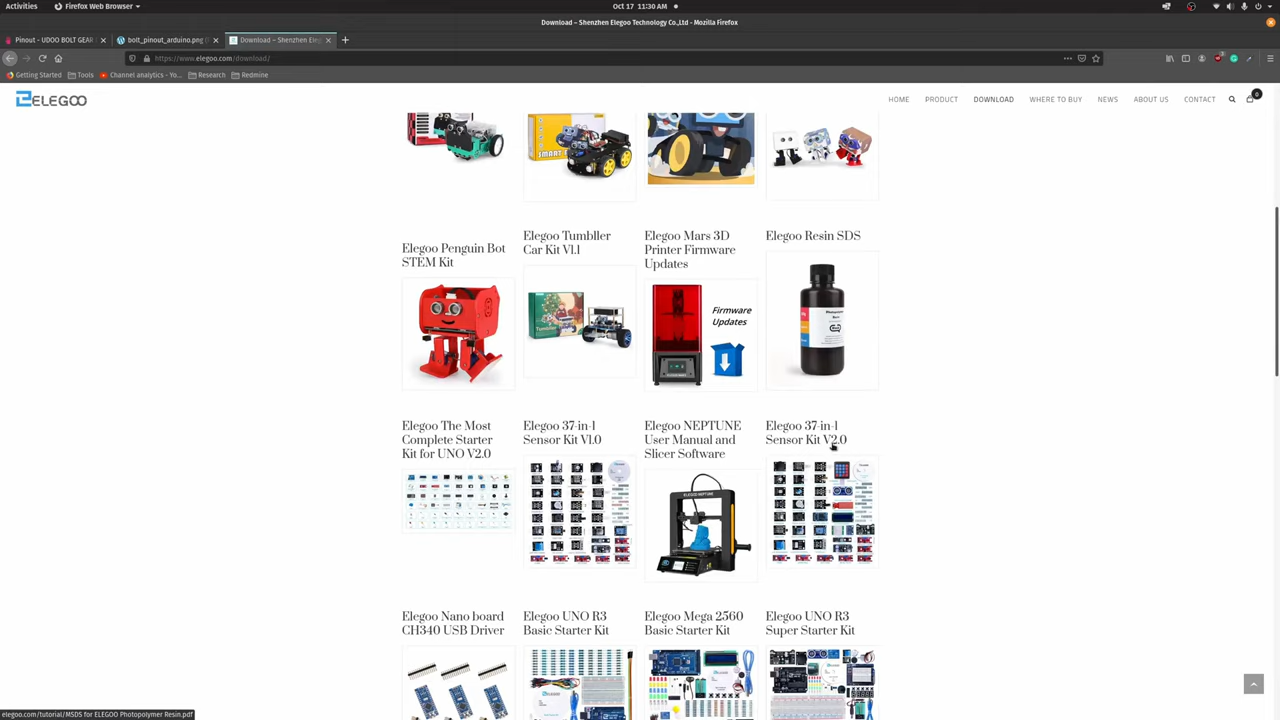 Activities
Firefox Web Browser
Oct 17 11:30 AM
Download – Shenzhen Elegoo Technology Co.,Ltd - Mozilla Firefox
Pinout - UDOO BOLT GEAR
bolt_pinout_arduino.png (
Download – Shenzhen Eleg
https://www.elegoo.com/download/
Getting Started
Tools
Channel analytics - Yo...
Research
Redmine
ELEGOO
HOME
PRODUCT
DOWNLOAD
WHERE TO BUY
NEWS
ABOUT US
CONTACT
0
Elegoo Penguin Bot
STEM Kit
Elegoo Tumbller
Car Kit V1.1
Elegoo Mars 3D
Printer Firmware
Updates
Elegoo Resin SDS
Firmware
Updates
Elegoo The Most
Complete Starter
Kit for UNO V2.0
Elegoo 37-in-1
Sensor Kit V1.0
Elegoo NEPTUNE
User Manual and
Slicer Software
Elegoo 37-in-1
Sensor Kit V2.0
ELEGOO NEPTUNE
Elegoo Nano board
CH340 USB Driver
Elegoo UNO R3
Basic Starter Kit
Elegoo Mega 2560
Basic Starter Kit
Elegoo UNO R3
Super Starter Kit
elegoo.com/tutorial/MSDS for ELEGOO Photopolymer Resin.pdf